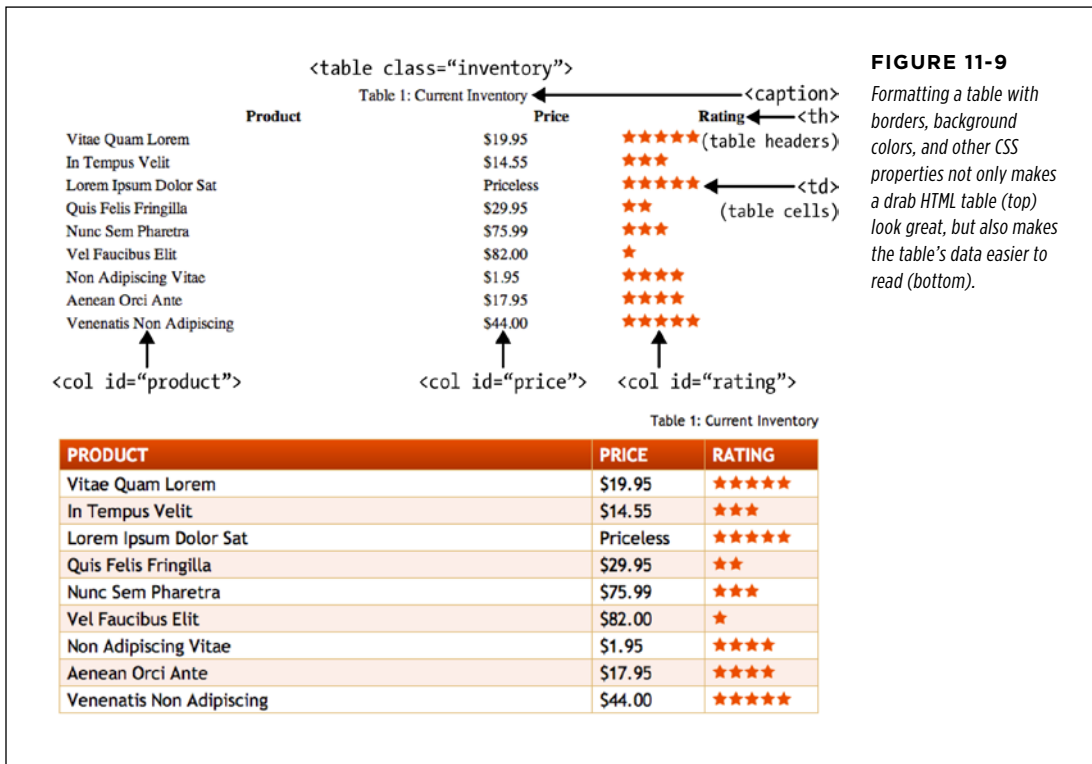 <table class="inventory">
Table 1: Current Inventory
<caption>
Product Price Rating
<th>
(table headers)
Vitae Quam Lorem $19.95
In Tempus Velit $14.55
Lorem Ipsum Dolor Sat Priceless
<td>
(table cells)
Quis Felis Fringilla $29.95
Nunc Sem Pharetra $75.99
Vel Faucibus Elit $82.00
Non Adipiscing Vitae $1.95
Aenean Orci Ante $17.95
Venenatis Non Adipiscing $44.00
<col id="product"> <col id="price"> <col id="rating">
Table 1: Current Inventory
PRODUCT PRICE RATING
Vitae Quam Lorem $19.95
In Tempus Velit $14.55
Lorem Ipsum Dolor Sat Priceless
Quis Felis Fringilla $29.95
Nunc Sem Pharetra $75.99
Vel Faucibus Elit $82.00
Non Adipiscing Vitae $1.95
Aenean Orci Ante $17.95
Venenatis Non Adipiscing $44.00
FIGURE 11-9
Formatting a table with
borders, background
colors, and other CSS
properties not only makes
a drab HTML table (top)
look great, but also makes
the table's data easier to
read (bottom).